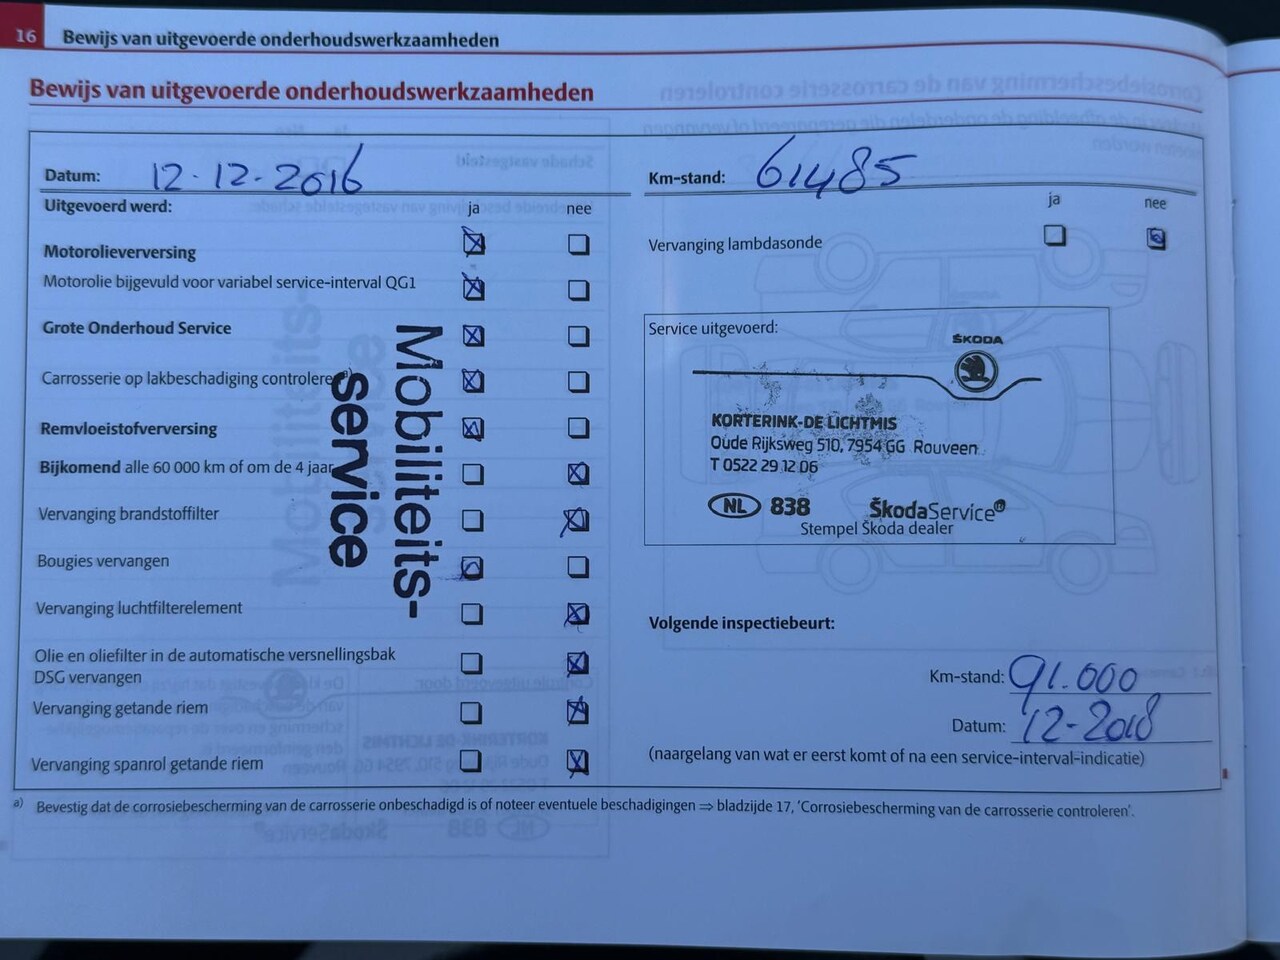 16 Bewijs van uitgevoerde onderhoudswerkzaamheden
Bewijs van uitgevoerde onderhoudswerkzaamheden
Datum: 12-12-2016
Uitgevoerd werd: ja nee
Motorolieverversing
Motorolie bijgevuld voor variabel service-interval QG1
Grote Onderhoud Service
Carrosserie op lakbeschadiging controleren a)
Remvloeistofverversing
Bijkomend alle 60 000 km of om de 4 jaar
Vervanging brandstoffilter
Bougies vervangen
Vervanging luchtfilterelement
Olie en oliefilter in de automatische versnellingsbak
DSG vervangen
Vervanging getande riem
Vervanging spanrol getande riem
Mobiliteits-
service
Km-stand: 61485
ja nee
Vervanging lambdasonde
Service uitgevoerd:
ŠKODA
KORTERINK-DE LICHTMIS
Oude Rijksweg 510, 7954 GG Rouveen
T 0522 29 12 06
NL 838 ŠkodaService®
Stempel Škoda dealer
Volgende inspectiebeurt:
Km-stand: 91.000
Datum: 12-2018
(naargelang van wat er eerst komt of na een service-interval-indicatie)
a) Bevestig dat de corrosiebescherming van de carrosserie onbeschadigd is of noteer eventuele beschadigingen ⇒ bladzijde 17, 'Corrosiebescherming van de carrosserie controleren'.